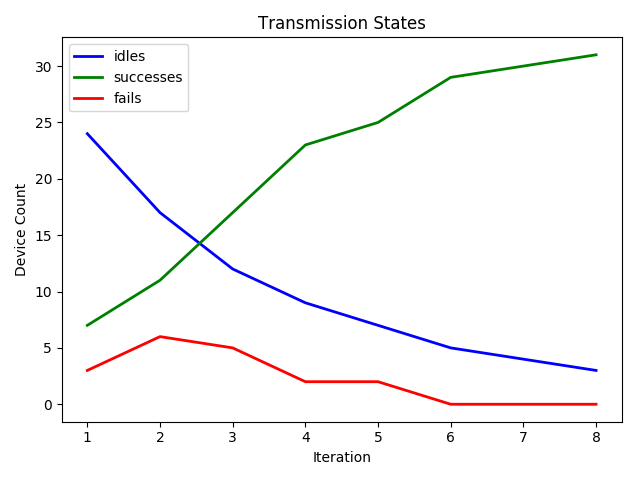 Transmission States
idles
successes
fails
Device Count
30
25
20
15
10
5
0
1 2 3 4 5 6 7 8
Iteration